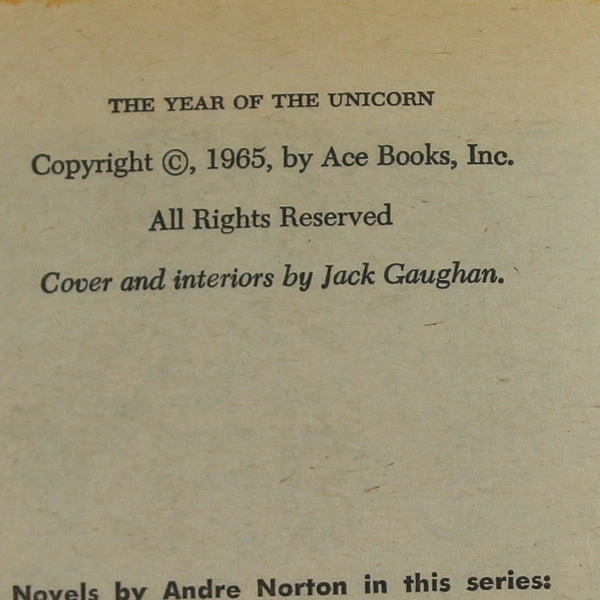 THE YEAR OF THE UNICORN
Copyright ©, 1965, by Ace Books, Inc.
All Rights Reserved
Cover and interiors by Jack Gaughan.
Novels by Andre Norton in this series: